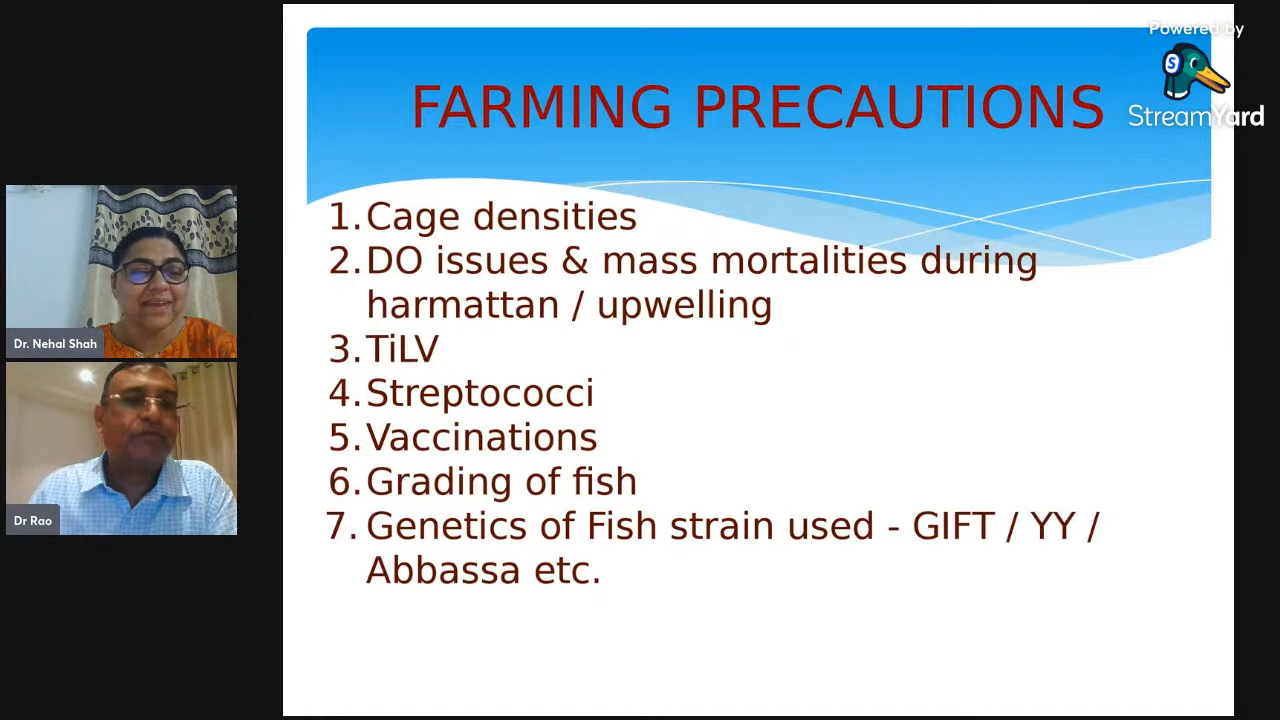 Powered by
S
StreamYard
FARMING PRECAUTIONS
1. Cage densities
2. DO issues & mass mortalities during
harmattan / upwelling
3. TiLV
4. Streptococci
5. Vaccinations
6. Grading of fish
7. Genetics of Fish strain used - GIFT / YY /
Abbassa etc.
Dr. Nehal Shah
Dr Rao